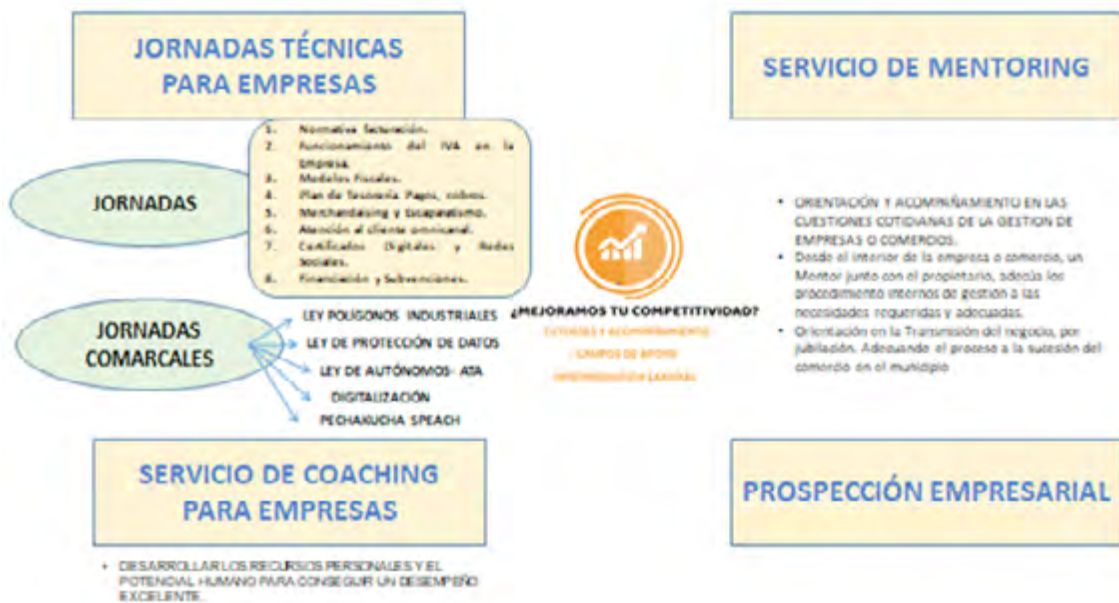 JORNADAS TÉCNICAS
PARA EMPRESAS
SERVICIO DE MENTORING
JORNADAS
1. Normativa facturación.
2. Funcionamiento del IVA en la
Empresa.
3. Modelos Fiscales.
4. Plan de Tesorería Pagos, cobros.
5. Merchandaising y Escaparatismo.
6. Atención al cliente omnicanal.
7. Certificados Digitales y Redes
Sociales.
8. Financiación y Subvenciones.
JORNADAS
COMARCALES
LEY POLÍGONOS INDUSTRIALES
LEY DE PROTECCIÓN DE DATOS
LEY DE AUTÓNOMOS- ATA
DIGITALIZACIÓN
PECHAKUCHA SPEACH
¿MEJORAMOS TU COMPETITIVIDAD?
Y ACOMPAÑAMIENTO
CAMPOS DE APOYO
LABORAL
• ORIENTACIÓN Y ACOMPAÑAMIENTO EN LAS
CUESTIONES COTIDIANAS DE LA GESTION DE
EMPRESAS O COMERCIOS.
• Desde el interior de la empresa o comercio, un
Mentor junto con el propietario, adecúa los
procedimiento internos de gestión a las
necesidades requeridas y adecuadas.
• Orientación en la Transmisión del negocio, por
jubilación. Adecuando el proceso a la sucesión del
comercio en el municipio
SERVICIO DE COACHING
PARA EMPRESAS
• DESARROLLAR LOS RECURSOS PERSONALES Y EL
POTENCIAL HUMANO PARA CONSEGUIR UN DESEMPEÑO
EXCELENTE.
PROSPECCIÓN EMPRESARIAL